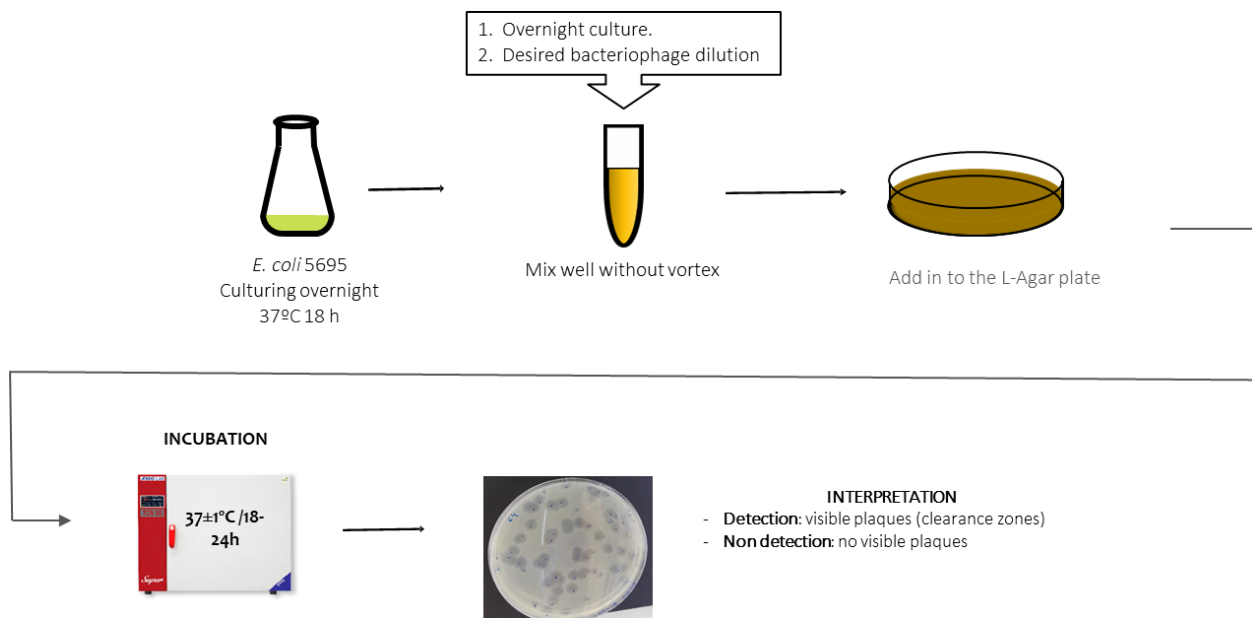 1. Overnight culture.
2. Desired bacteriophage dilution
E. coli 5695
Culturing overnight
37ºC 18 h
Mix well without vortex
Add in to the L-Agar plate
INCUBATION
37±1°C /18-
24h
Super
INTERPRETATION
- Detection: visible plaques (clearance zones)
- Non detection: no visible plaques